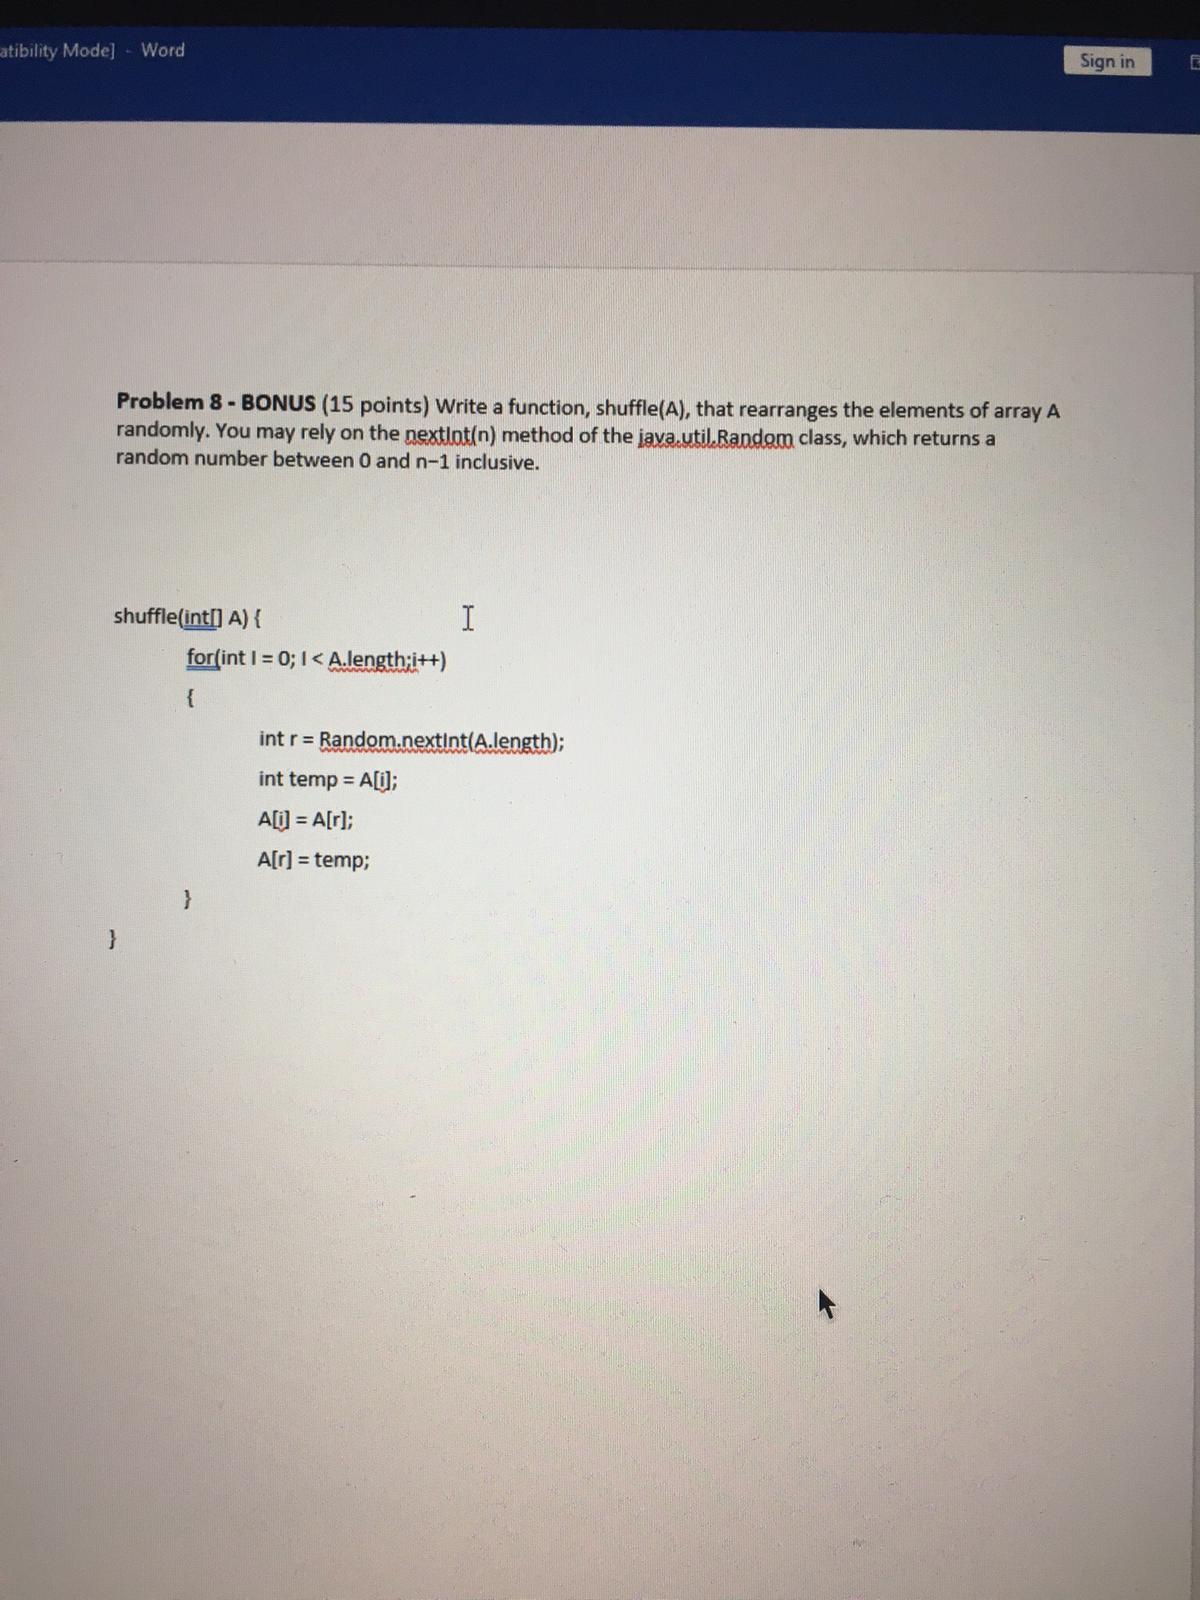 atibility Mode] - Word
Sign in
Problem 8 - BONUS (15 points) Write a function, shuffle(A), that rearranges the elements of array A
randomly. You may rely on the nextInt(n) method of the java.util.Random class, which returns a
random number between 0 and n−1 inclusive.
shuffle(int[] A) {
for(int I = 0; I < A.length;i++)
{
int r = Random.nextInt(A.length);
int temp = A[i];
A[i] = A[r];
A[r] = temp;
}
}